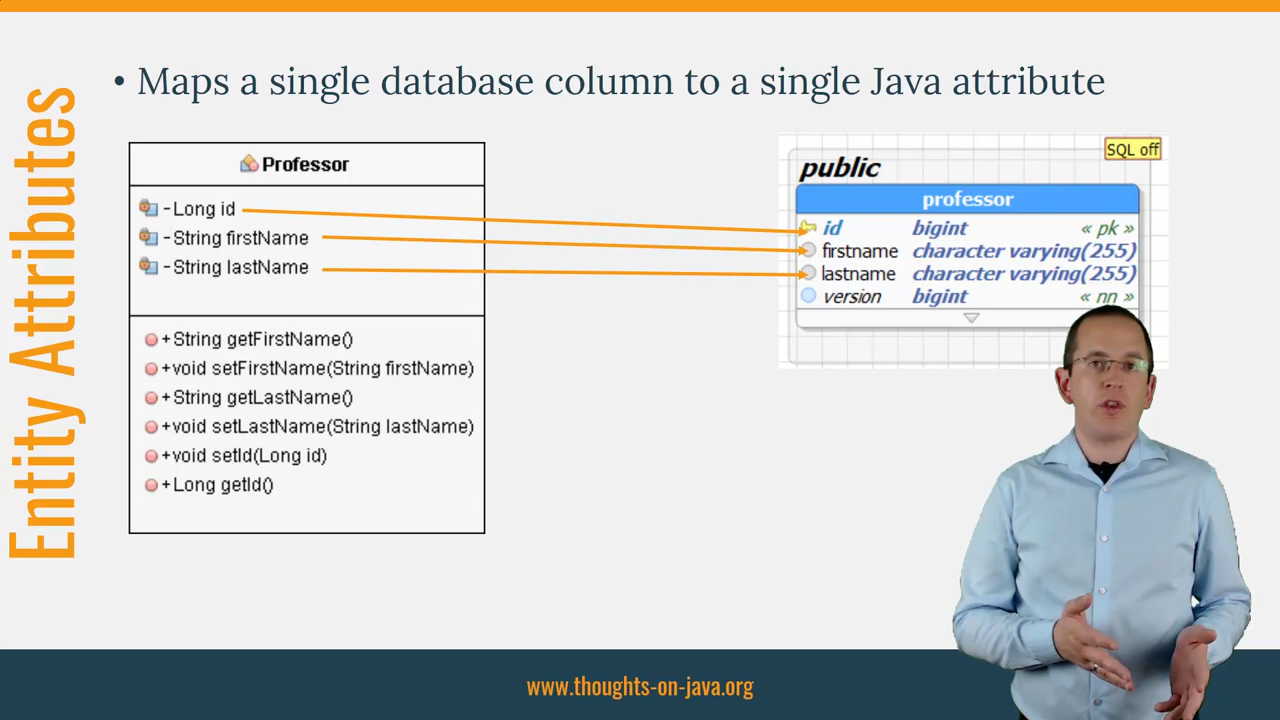 Entity Attributes
• Maps a single database column to a single Java attribute
Professor
-Long id
-String firstName
-String lastName
+String getFirstName()
+void setFirstName(String firstName)
+String getLastName()
+void setLastName(String lastName)
+void setId(Long id)
+Long getId()
SQL off
public
professor
id bigint « pk »
firstname character varying(255)
lastname character varying(255)
version bigint « nn »
www.thoughts-on-java.org